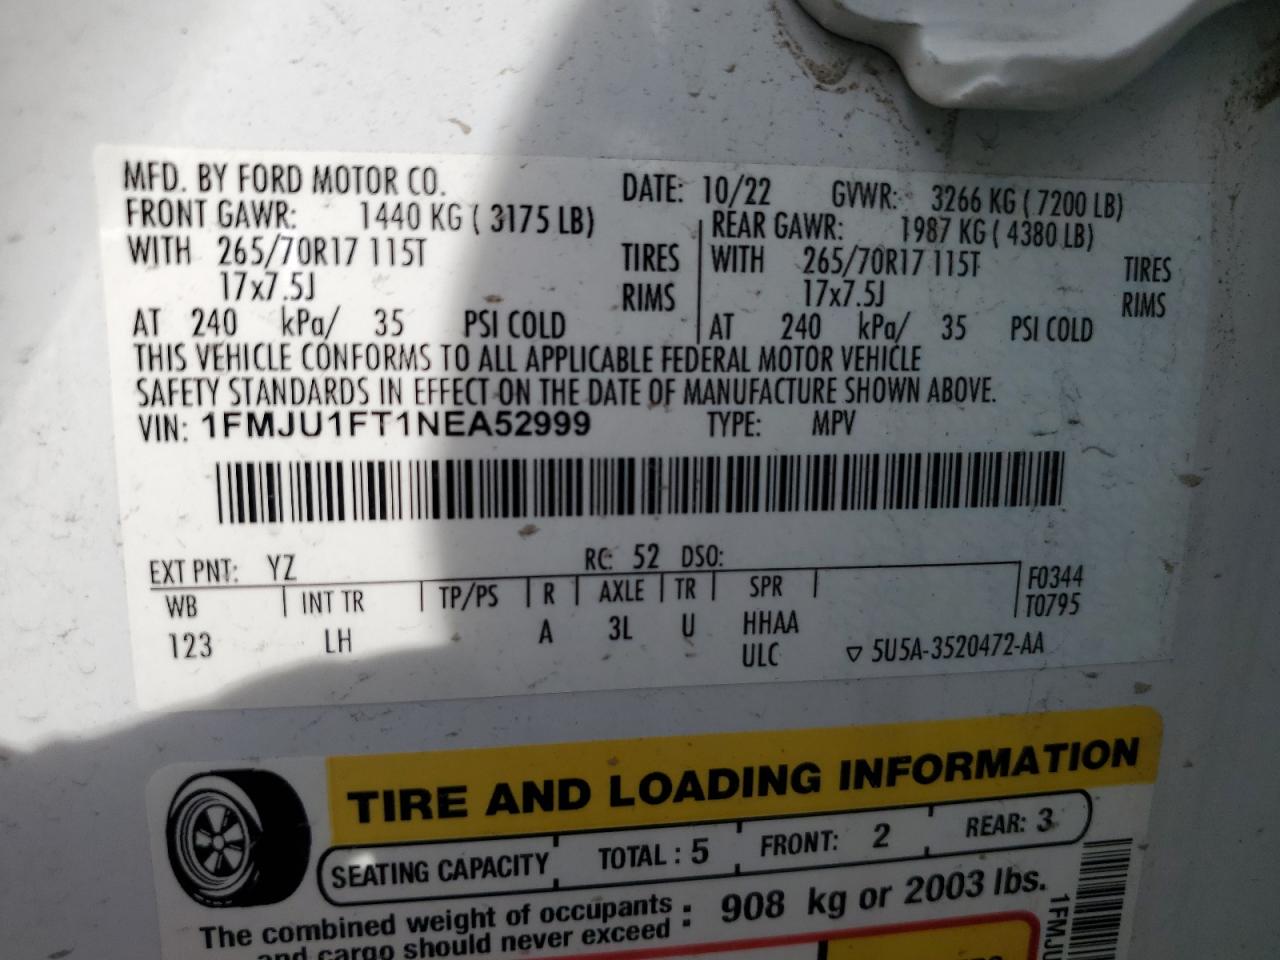 MFD. BY FORD MOTOR CO. DATE: 10/22 GVWR: 3266 KG ( 7200 LB)
FRONT GAWR: 1440 KG ( 3175 LB) REAR GAWR: 1987 KG ( 4380 LB)
WITH 265/70R17 115T TIRES WITH 265/70R17 115T TIRES
17x7.5J RIMS 17x7.5J RIMS
AT 240 kPa/ 35 PSI COLD AT 240 kPa/ 35 PSI COLD
THIS VEHICLE CONFORMS TO ALL APPLICABLE FEDERAL MOTOR VEHICLE
SAFETY STANDARDS IN EFFECT ON THE DATE OF MANUFACTURE SHOWN ABOVE.
VIN: 1FMJU1FT1NEA52999 TYPE: MPV
EXT PNT: YZ RC: 52 DSO:
WB INT TR TP/PS R AXLE TR SPR F0344
T0795
123 LH A 3L U HHAA
ULC ▽ 5U5A-3520472-AA
TIRE AND LOADING INFORMATION
SEATING CAPACITY TOTAL : 5 FRONT: 2 REAR: 3
The combined weight of occupants : 908 kg or 2003 lbs.
and cargo should never exceed
1FMJU